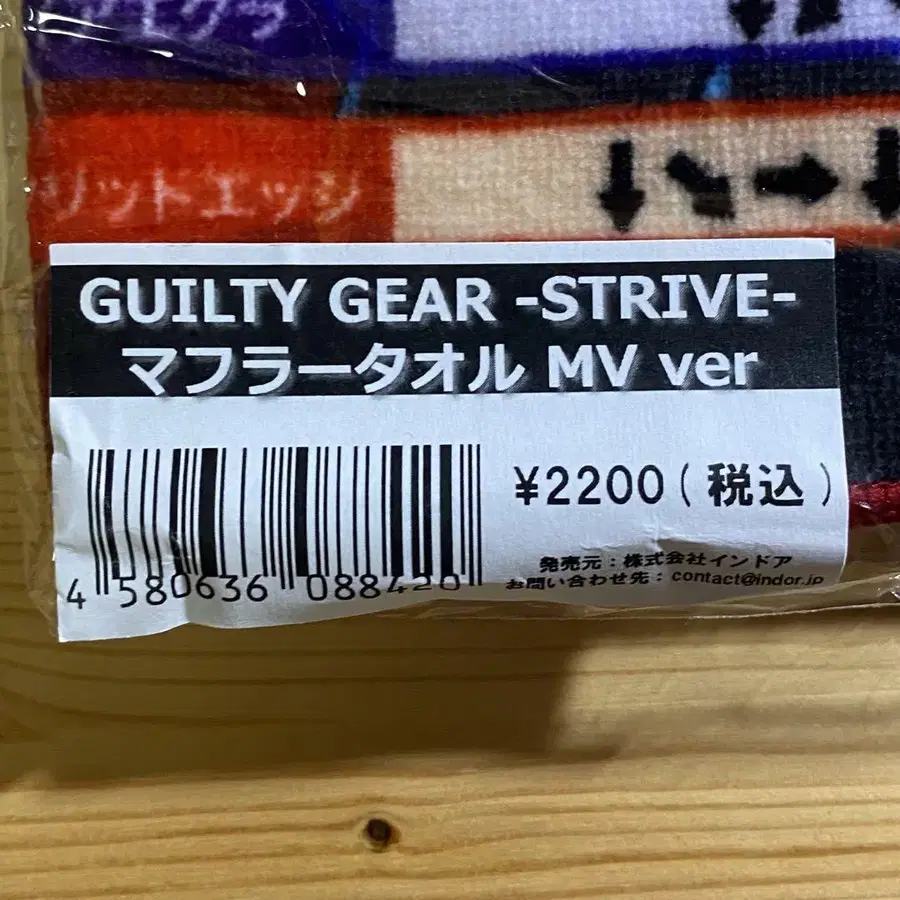 リットエッジ
GUILTY GEAR -STRIVE-
マフラータオル MV ver
¥2200(税込)
4 580636 088420
発売元：株式会社インドア
お問い合わせ先：contact@indor.jp